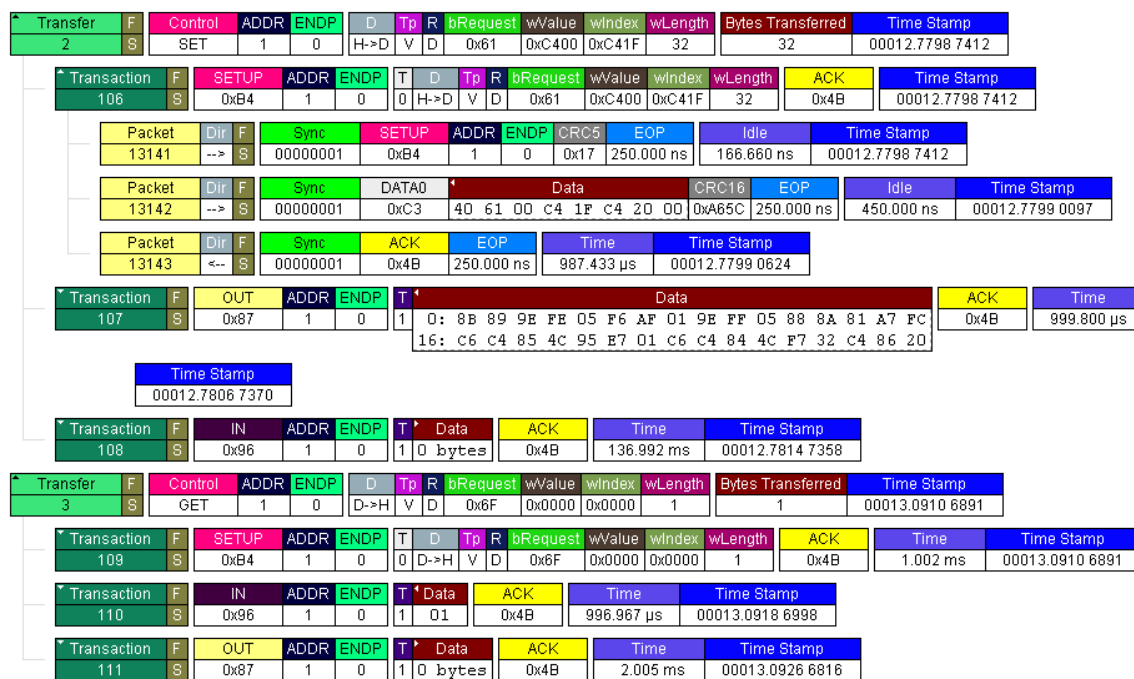 Transfer F Control ADDR ENDP D Tp R bRequest wValue wIndex wLength Bytes Transferred Time Stamp
2 S SET 1 0 H->D V D 0x61 0xC400 0xC41F 32 32 00012.7798 7412
Transaction F SETUP ADDR ENDP T D Tp R bRequest wValue wIndex wLength ACK Time Stamp
106 S 0xB4 1 0 0 H->D V D 0x61 0xC400 0xC41F 32 0x4B 00012.7798 7412
Packet Dir F Sync SETUP ADDR ENDP CRC5 EOP Idle Time Stamp
13141 --> S 00000001 0xB4 1 0 0x17 250.000 ns 166.660 ns 00012.7798 7412
Packet Dir F Sync DATA0 Data CRC16 EOP Idle Time Stamp
13142 --> S 00000001 0xC3 40 61 00 C4 1F C4 20 00 0xA65C 250.000 ns 450.000 ns 00012.7799 0097
Packet Dir F Sync ACK EOP Time Time Stamp
13143 <-- S 00000001 0x4B 250.000 ns 987.433 µs 00012.7799 0624
Transaction F OUT ADDR ENDP T Data ACK Time
107 S 0x87 1 0 1 0: 8B 89 9E FE 05 F6 AF 01 9E FF 05 88 8A 81 A7 FC 0x4B 999.800 µs
16: C6 C4 85 4C 95 E7 01 C6 C4 84 4C F7 32 C4 86 20
Time Stamp
00012.7806 7370
Transaction F IN ADDR ENDP T Data ACK Time Time Stamp
108 S 0x96 1 0 1 0 bytes 0x4B 136.992 ms 00012.7814 7358
Transfer F Control ADDR ENDP D Tp R bRequest wValue wIndex wLength Bytes Transferred Time Stamp
3 S GET 1 0 D->H V D 0x6F 0x0000 0x0000 1 1 00013.0910 6891
Transaction F SETUP ADDR ENDP T D Tp R bRequest wValue wIndex wLength ACK Time Time Stamp
109 S 0xB4 1 0 0 D->H V D 0x6F 0x0000 0x0000 1 0x4B 1.002 ms 00013.0910 6891
Transaction F IN ADDR ENDP T Data ACK Time Time Stamp
110 S 0x96 1 0 1 01 0x4B 996.967 µs 00013.0918 6998
Transaction F OUT ADDR ENDP T Data ACK Time Time Stamp
111 S 0x87 1 0 1 0 bytes 0x4B 2.005 ms 00013.0926 6816